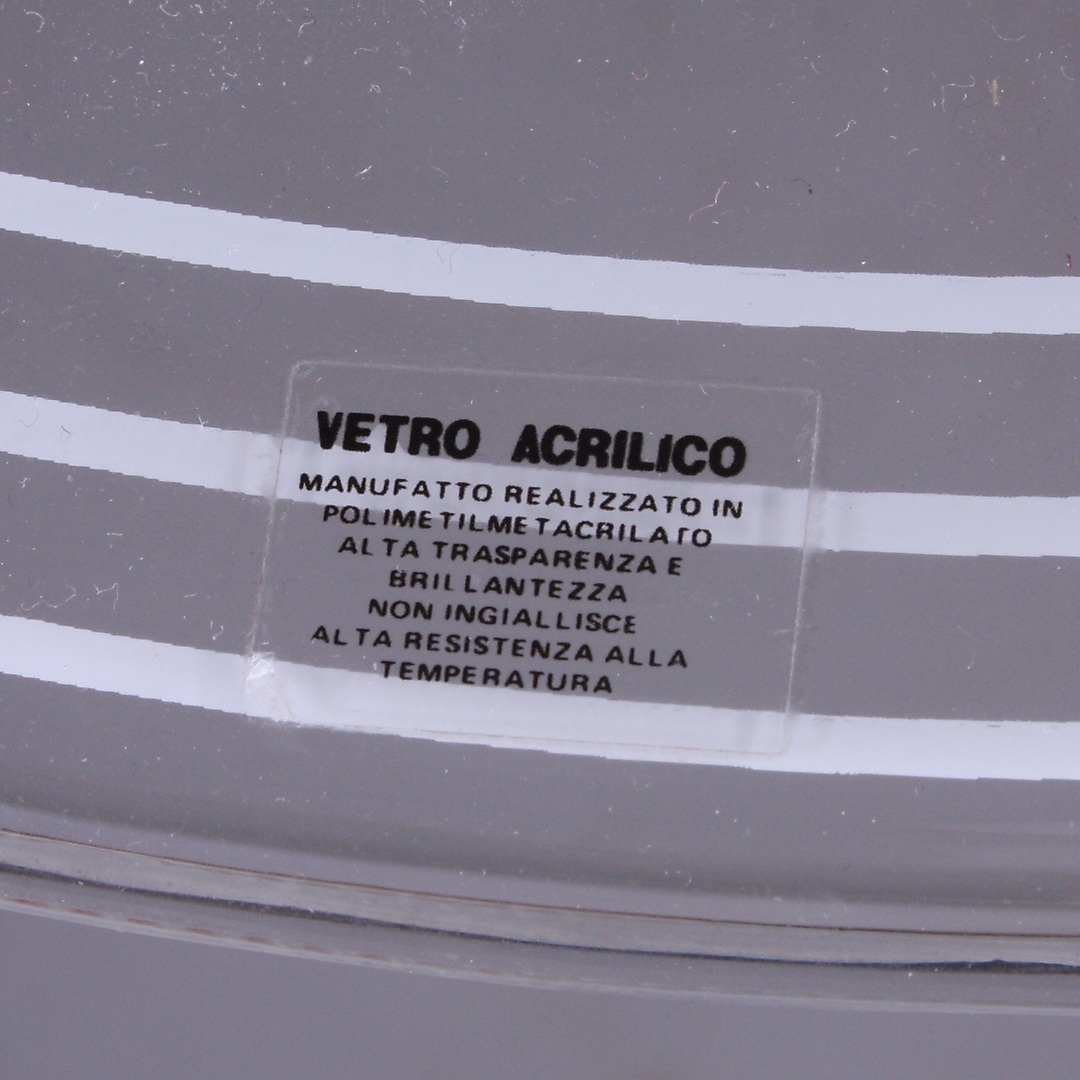 VETRO ACRILICO
MANUFATTO REALIZZATO IN
POLIMETILMETACRILATO
ALTA TRASPARENZA E
BRILLANTEZZA
NON INGIALLISCE
ALTA RESISTENZA ALLA
TEMPERATURA